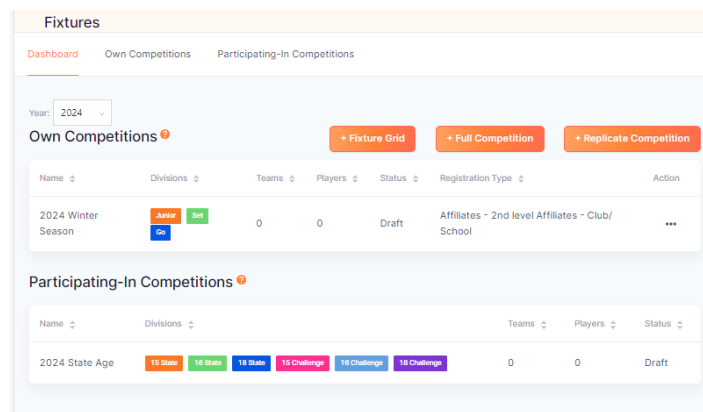 Fixtures
Dashboard Own Competitions Participating-In Competitions
Year: 2024
Own Competitions ?
+ Fixture Grid + Full Competition + Replicate Competition
Name Divisions Teams Players Status Registration Type Action
2024 Winter Season Junior Set Go 0 0 Draft Affiliates - 2nd level Affiliates - Club/ School •••
Participating-In Competitions ?
Name Divisions Teams Players Status
2024 State Age 15 State 16 State 18 State 15 Challenge 16 Challenge 18 Challenge 0 0 Draft